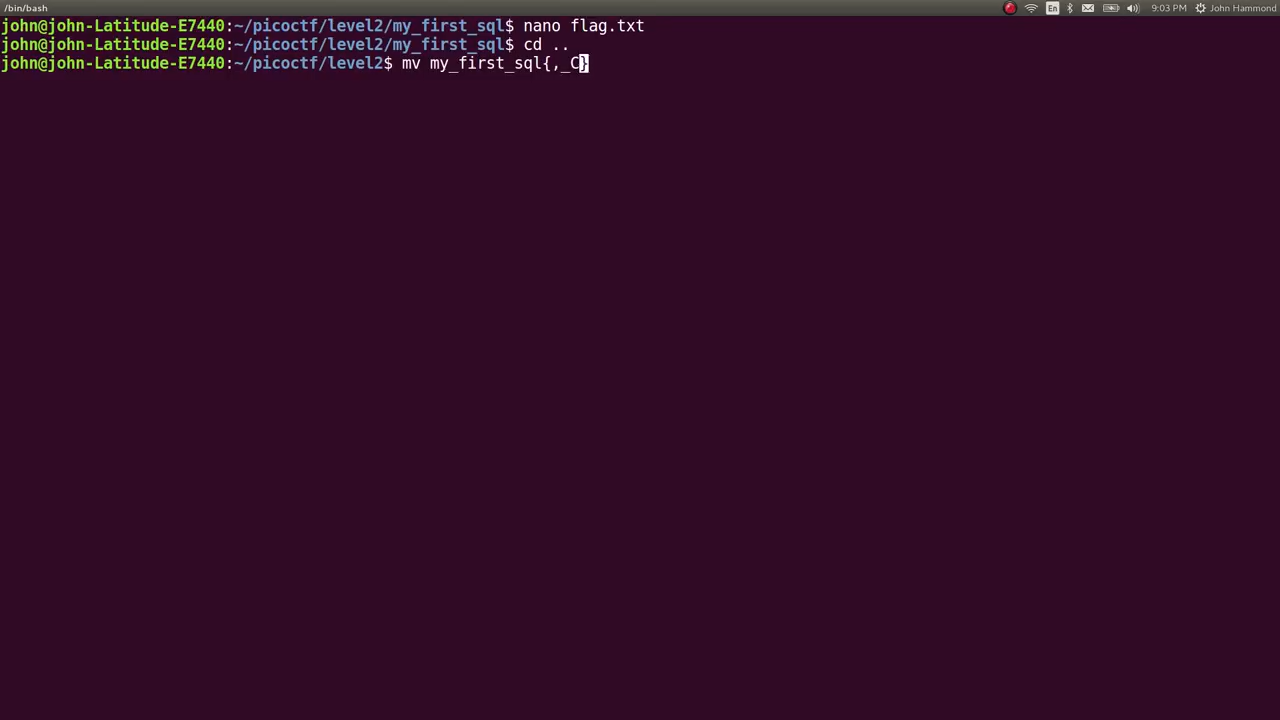 /bin/bash
En
9:03 PM
John Hammond
john@john-Latitude-E7440:~/picoctf/level2/my_first_sql$ nano flag.txt
john@john-Latitude-E7440:~/picoctf/level2/my_first_sql$ cd ..
john@john-Latitude-E7440:~/picoctf/level2$ mv my_first_sql{,_C}